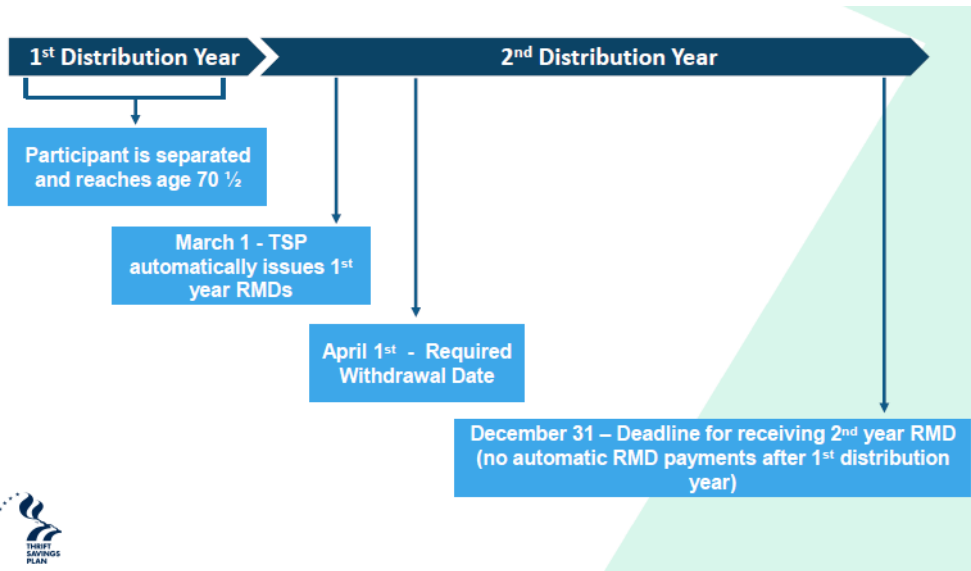 1st Distribution Year
2nd Distribution Year
Participant is separated
and reaches age 70 ½
March 1 - TSP
automatically issues 1st
year RMDs
April 1st - Required
Withdrawal Date
December 31 – Deadline for receiving 2nd year RMD
(no automatic RMD payments after 1st distribution
year)
THRIFT
SAVINGS
PLAN